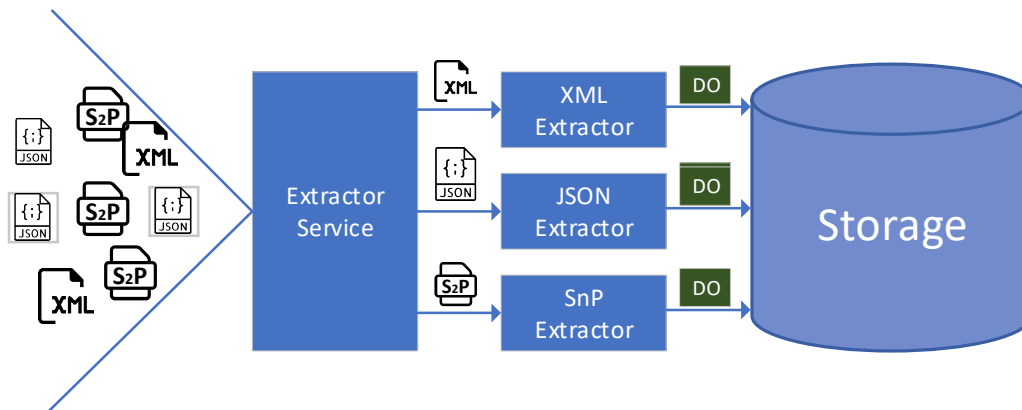 S2P
{;}
JSON
XML
{;}
JSON
S2P
{;}
JSON
S2P
XML
Extractor
Service
XML
{;}
JSON
S2P
XML
Extractor
JSON
Extractor
SnP
Extractor
DO
DO
DO
Storage